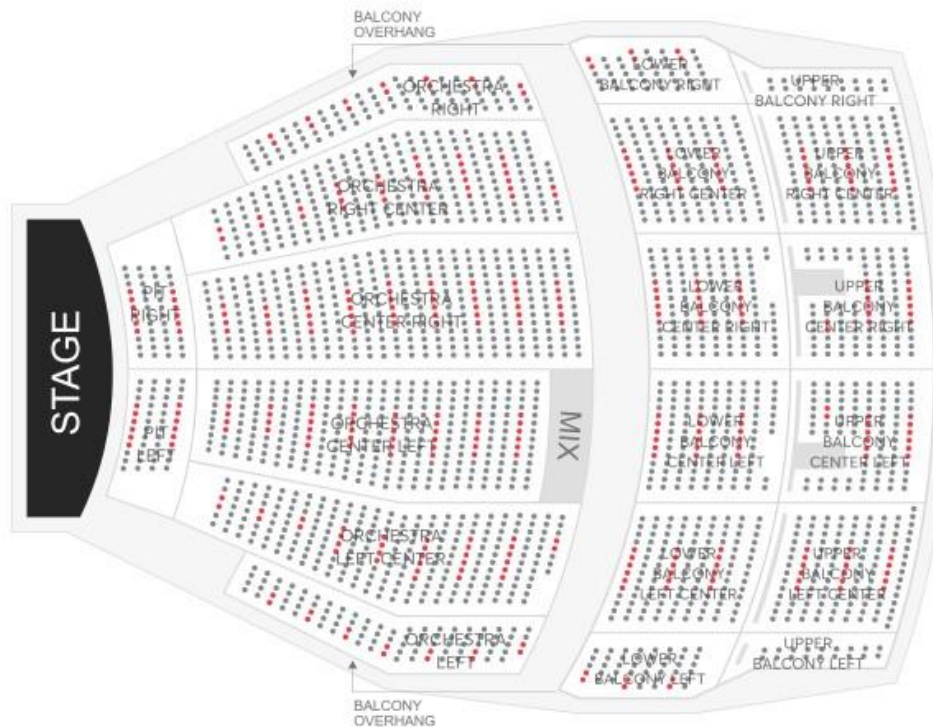 BALCONY
OVERHANG
ORCHESTRA
RIGHT
LOWER
BALCONY RIGHT
UPPER
BALCONY RIGHT
ORCHESTRA
RIGHT CENTER
LOWER
BALCONY
RIGHT CENTER
UPPER
BALCONY
RIGHT CENTER
STAGE
PIT
RIGHT
ORCHESTRA
CENTER RIGHT
LOWER
BALCONY
CENTER RIGHT
UPPER
BALCONY
CENTER RIGHT
PIT
LEFT
ORCHESTRA
CENTER LEFT
MIX
LOWER
BALCONY
CENTER LEFT
UPPER
BALCONY
CENTER LEFT
ORCHESTRA
LEFT CENTER
LOWER
BALCONY
LEFT CENTER
UPPER
BALCONY
LEFT CENTER
ORCHESTRA
LEFT
LOWER
BALCONY LEFT
UPPER
BALCONY LEFT
BALCONY
OVERHANG